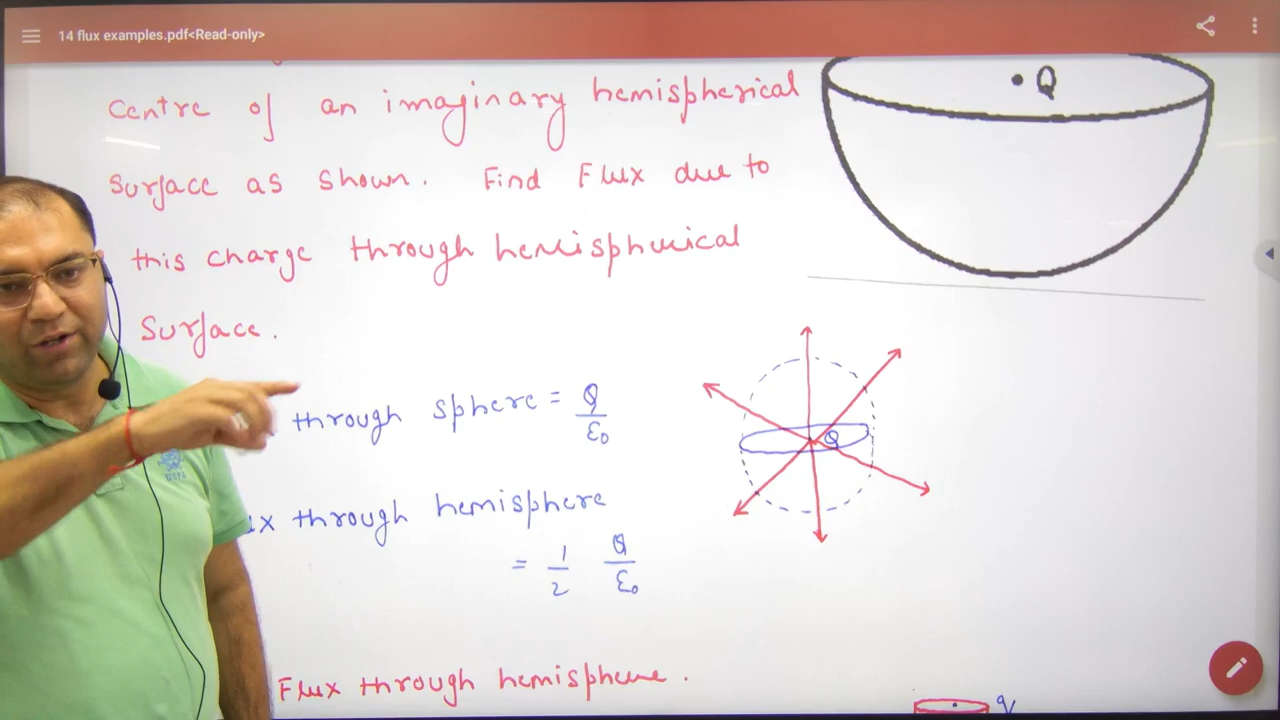 14 flux examples.pdf<Read-only>
Centre of an imaginary hemispherical
Q
surface as shown. Find Flux due to
this charge through hemispherical
surface.
through sphere = Q/ε₀
Q
through hemisphere
= 1/2 Q/ε₀
Flux through hemisphere.
q
USPA